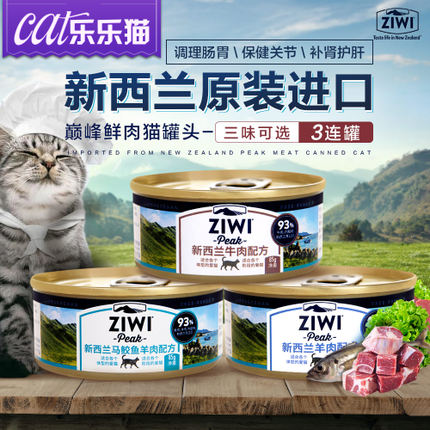 cat乐乐猫
ZIWI
Taste life in New Zealand
调理肠胃\保健关节\补肾护肝
新西兰原装进口
巅峰鲜肉猫罐头-三味可选 3连罐
IMPORTED FROM NEW ZEALAND PEAK MEAT CANNED CAT
ZIWI
Peak
93%
新西兰牛肉配方
85g
ZIWI
Peak
93%
新西兰马鲛鱼羊肉配方
85g
ZIWI
Peak
新西兰羊肉配